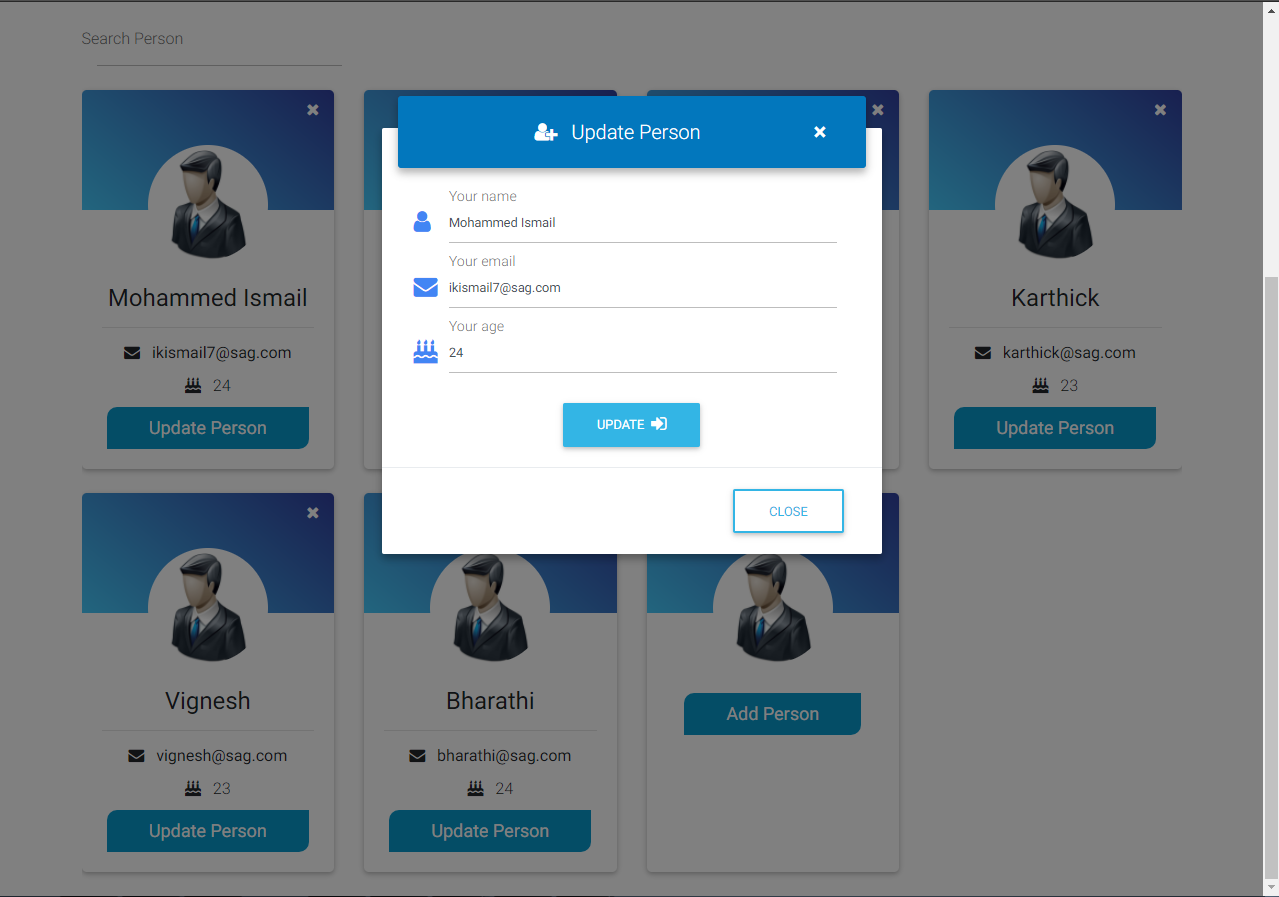 Search Person
Update Person
Your name
Mohammed Ismail
Your email
ikismail7@sag.com
Your age
24
UPDATE
CLOSE
Mohammed Ismail
ikismail7@sag.com
24
Update Person
Karthick
karthick@sag.com
23
Update Person
Vignesh
vignesh@sag.com
23
Update Person
Bharathi
bharathi@sag.com
24
Update Person
Add Person